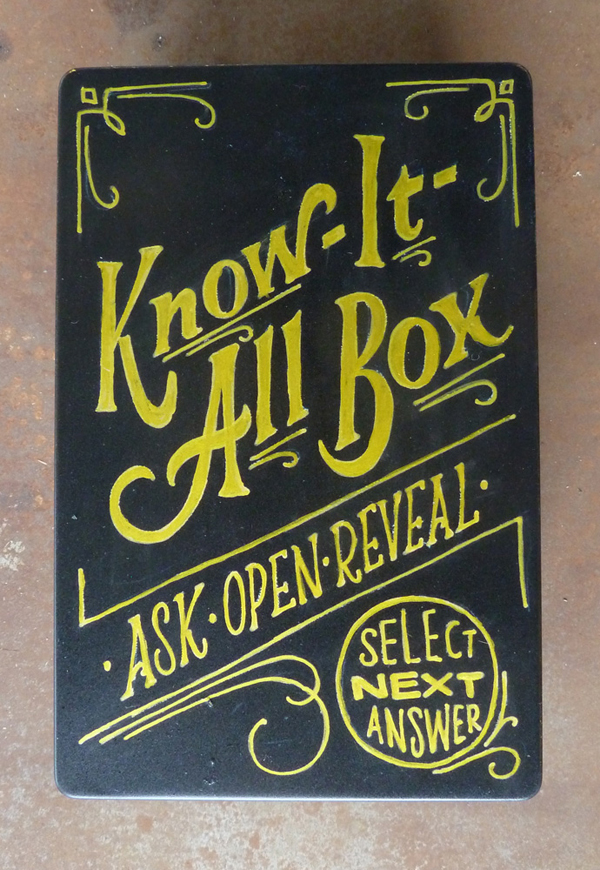 Know-It-
All Box
·ASK·OPEN·REVEAL·
SELECT
NEXT
ANSWER